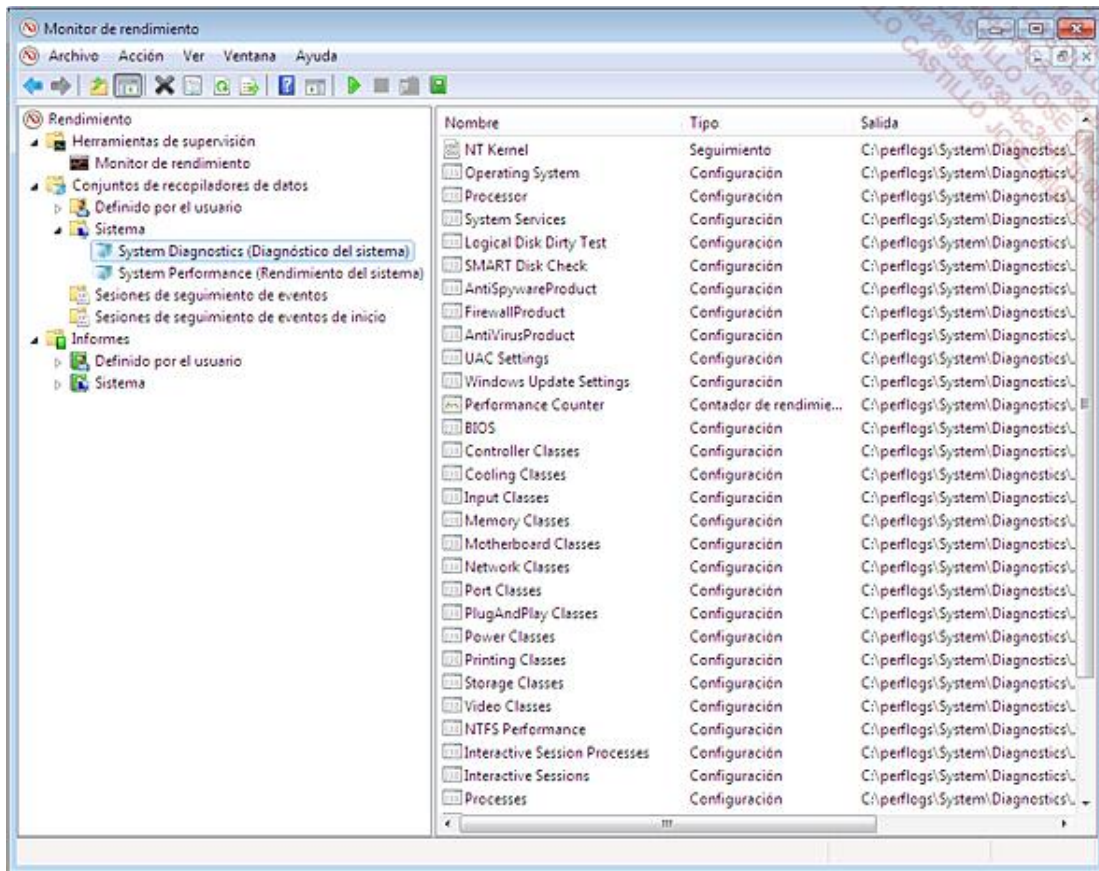 Monitor de rendimiento
Archivo Acción Ver Ventana Ayuda
Rendimiento
Herramientas de supervisión
Monitor de rendimiento
Conjuntos de recopiladores de datos
Definido por el usuario
Sistema
System Diagnostics (Diagnóstico del sistema)
System Performance (Rendimiento del sistema)
Sesiones de seguimiento de eventos
Sesiones de seguimiento de eventos de inicio
Informes
Definido por el usuario
Sistema
Nombre Tipo Salida
NT Kernel Seguimiento C:\perflogs\System\Diagnostics\...
Operating System Configuración C:\perflogs\System\Diagnostics\...
Processor Configuración C:\perflogs\System\Diagnostics\...
System Services Configuración C:\perflogs\System\Diagnostics\...
Logical Disk Dirty Test Configuración C:\perflogs\System\Diagnostics\...
SMART Disk Check Configuración C:\perflogs\System\Diagnostics\...
AntiSpywareProduct Configuración C:\perflogs\System\Diagnostics\...
FirewallProduct Configuración C:\perflogs\System\Diagnostics\...
AntiVirusProduct Configuración C:\perflogs\System\Diagnostics\...
UAC Settings Configuración C:\perflogs\System\Diagnostics\...
Windows Update Settings Configuración C:\perflogs\System\Diagnostics\...
Performance Counter Contador de rendimie... C:\perflogs\System\Diagnostics\...
BIOS Configuración C:\perflogs\System\Diagnostics\...
Controller Classes Configuración C:\perflogs\System\Diagnostics\...
Cooling Classes Configuración C:\perflogs\System\Diagnostics\...
Input Classes Configuración C:\perflogs\System\Diagnostics\...
Memory Classes Configuración C:\perflogs\System\Diagnostics\...
Motherboard Classes Configuración C:\perflogs\System\Diagnostics\...
Network Classes Configuración C:\perflogs\System\Diagnostics\...
Port Classes Configuración C:\perflogs\System\Diagnostics\...
PlugAndPlay Classes Configuración C:\perflogs\System\Diagnostics\...
Power Classes Configuración C:\perflogs\System\Diagnostics\...
Printing Classes Configuración C:\perflogs\System\Diagnostics\...
Storage Classes Configuración C:\perflogs\System\Diagnostics\...
Video Classes Configuración C:\perflogs\System\Diagnostics\...
NTFS Performance Configuración C:\perflogs\System\Diagnostics\...
Interactive Session Processes Configuración C:\perflogs\System\Diagnostics\...
Interactive Sessions Configuración C:\perflogs\System\Diagnostics\...
Processes Configuración C:\perflogs\System\Diagnostics\...